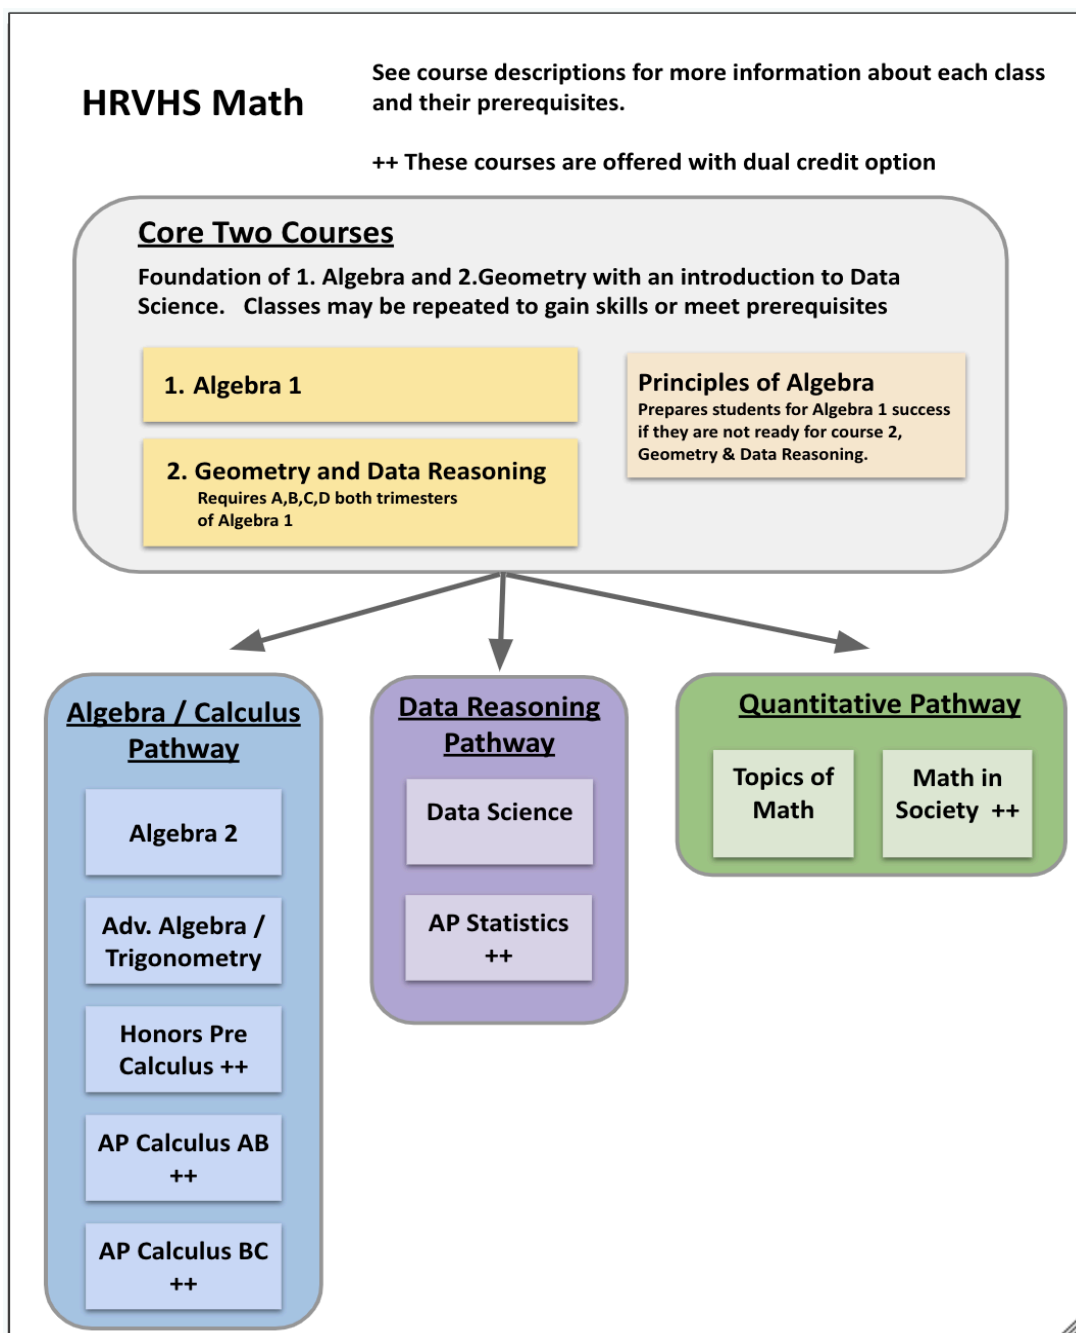 HRVHS Math
See course descriptions for more information about each class
and their prerequisites.
++ These courses are offered with dual credit option
Core Two Courses
Foundation of 1. Algebra and 2.Geometry with an introduction to Data
Science.   Classes may be repeated to gain skills or meet prerequisites
1. Algebra 1
2. Geometry and Data Reasoning
Requires A,B,C,D both trimesters
of Algebra 1
Principles of Algebra
Prepares students for Algebra 1 success
if they are not ready for course 2,
Geometry & Data Reasoning.
Algebra / Calculus
Pathway
Algebra 2
Adv. Algebra /
Trigonometry
Honors Pre
Calculus ++
AP Calculus AB
++
AP Calculus BC
++
Data Reasoning
Pathway
Data Science
AP Statistics
++
Quantitative Pathway
Topics of
Math
Math in
Society  ++